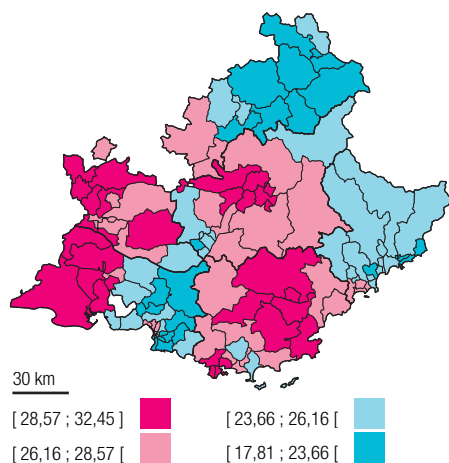 30 km
[ 28,57 ; 32,45 ]
[ 23,66 ; 26,16 [
[ 26,16 ; 28,57 [
[ 17,81 ; 23,66 [